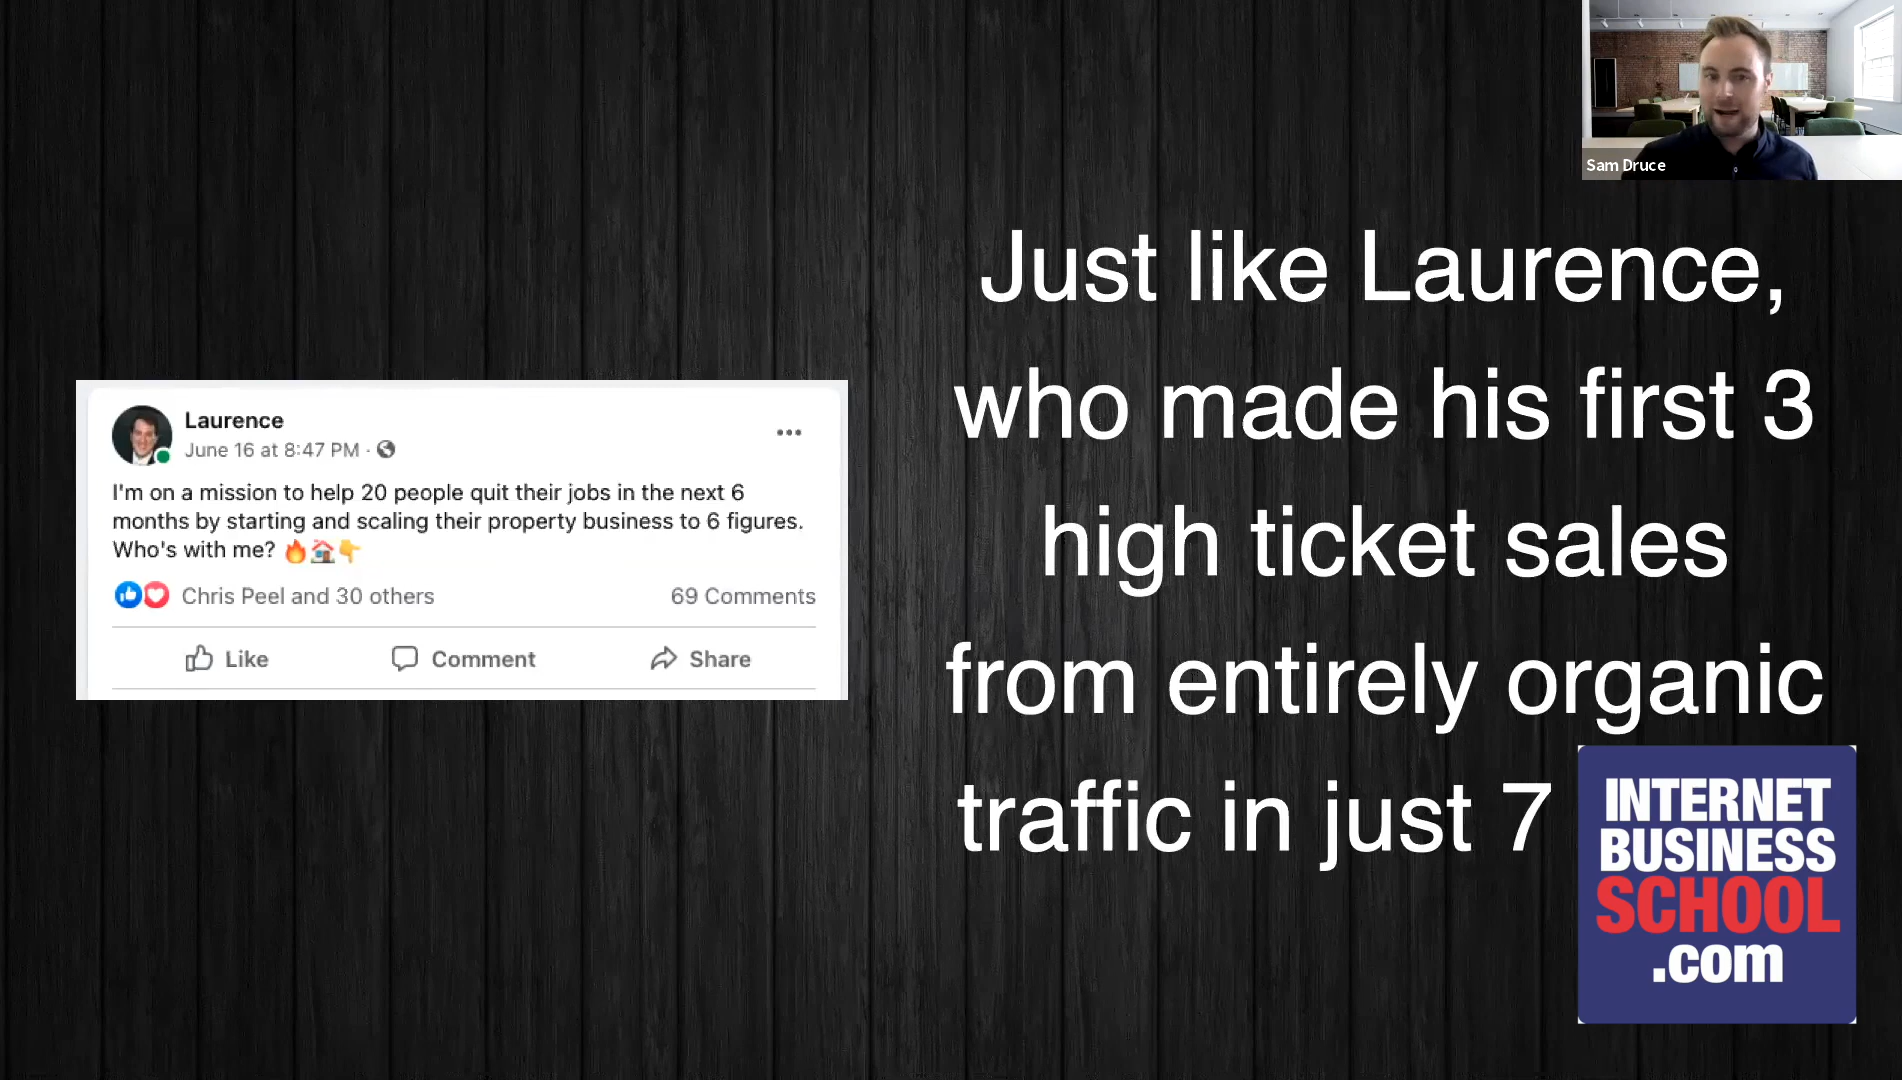 Sam Druce
Just like Laurence,
who made his first 3
high ticket sales
from entirely organic
traffic in just 7
Laurence
June 16 at 8:47 PM ·
I'm on a mission to help 20 people quit their jobs in the next 6
months by starting and scaling their property business to 6 figures.
Who's with me? 🔥🏠👇
Chris Peel and 30 others
69 Comments
Like
Comment
Share
INTERNET
BUSINESS
SCHOOL
.com